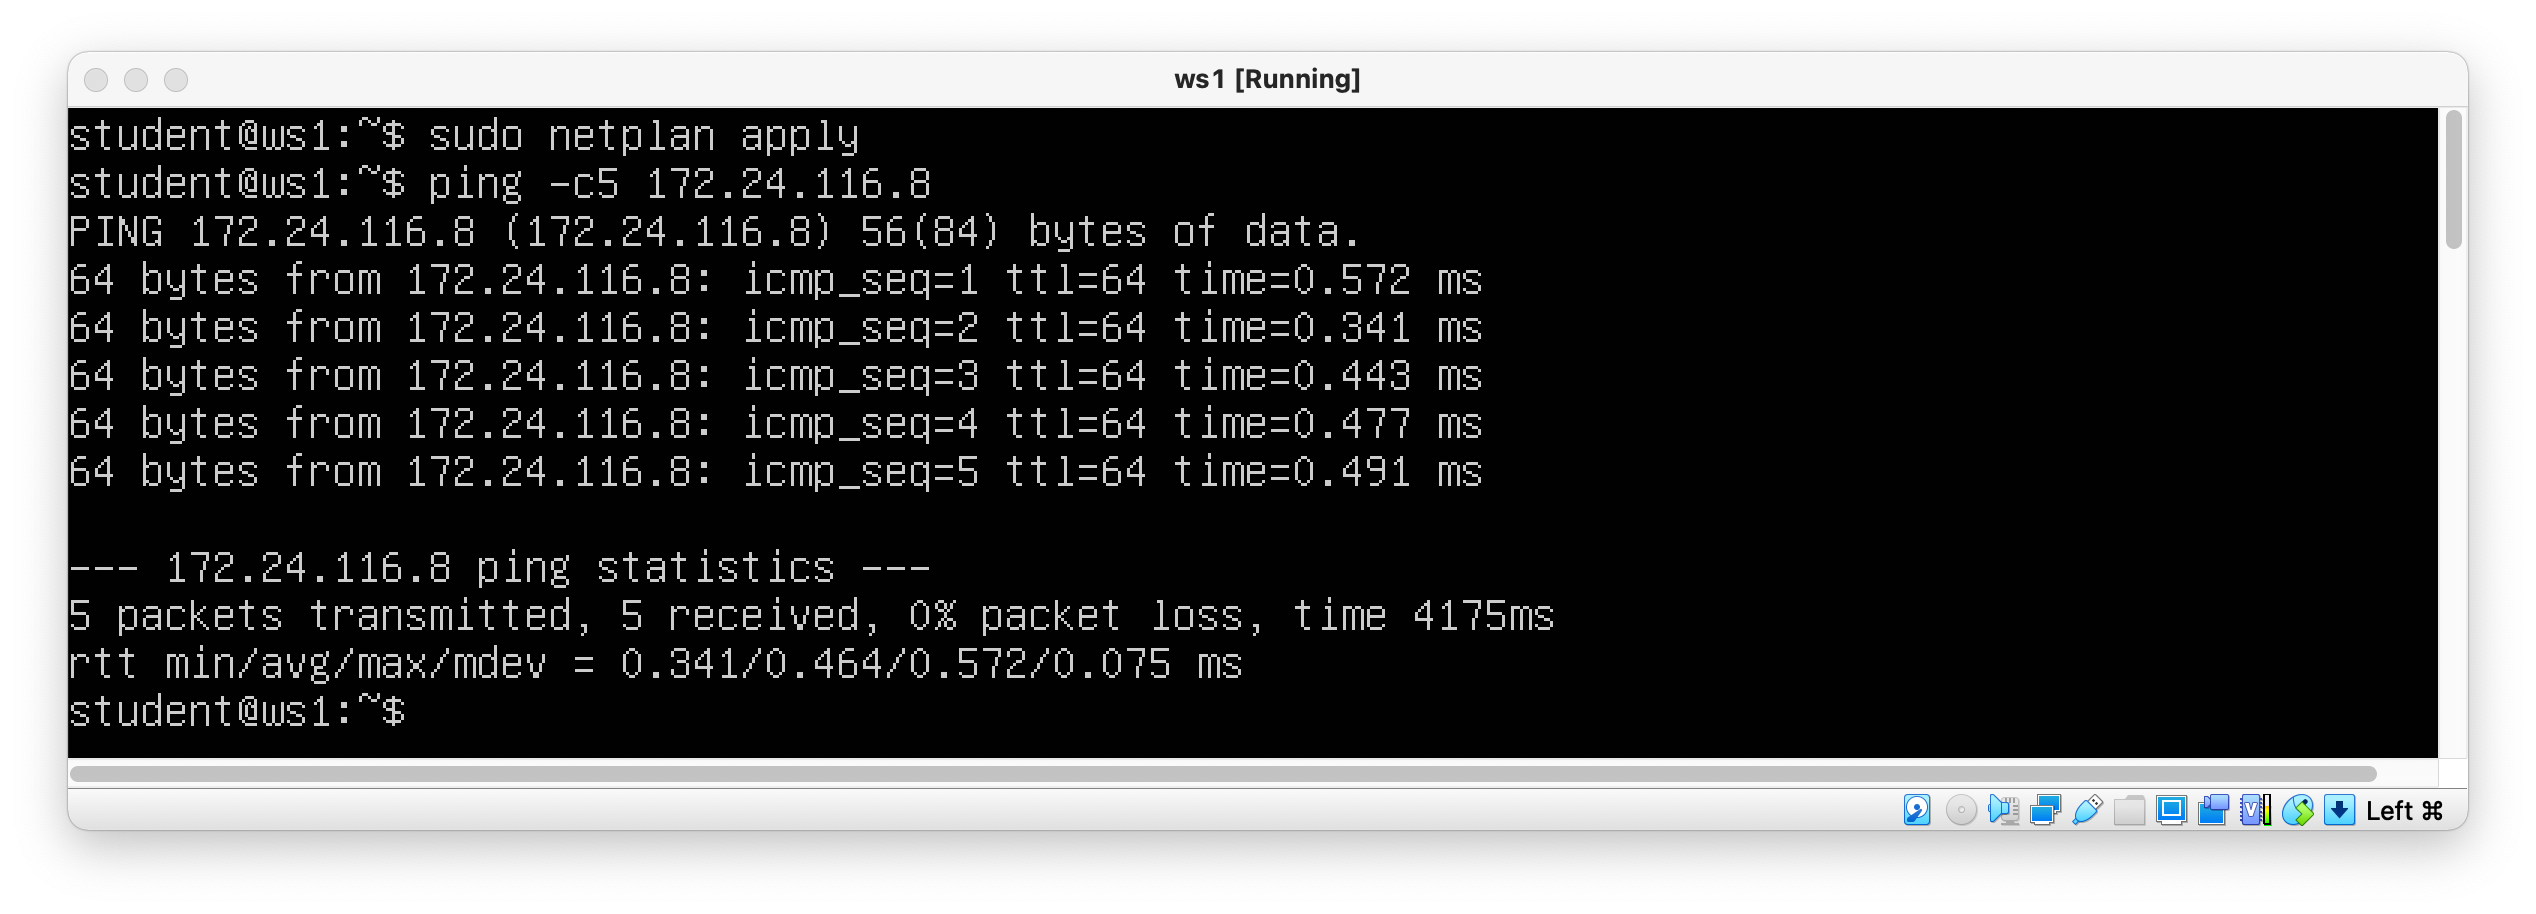 ws1 [Running]
student@ws1:~$ sudo netplan apply
student@ws1:~$ ping -c5 172.24.116.8
PING 172.24.116.8 (172.24.116.8) 56(84) bytes of data.
64 bytes from 172.24.116.8: icmp_seq=1 ttl=64 time=0.572 ms
64 bytes from 172.24.116.8: icmp_seq=2 ttl=64 time=0.341 ms
64 bytes from 172.24.116.8: icmp_seq=3 ttl=64 time=0.443 ms
64 bytes from 172.24.116.8: icmp_seq=4 ttl=64 time=0.477 ms
64 bytes from 172.24.116.8: icmp_seq=5 ttl=64 time=0.491 ms
--- 172.24.116.8 ping statistics ---
5 packets transmitted, 5 received, 0% packet loss, time 4175ms
rtt min/avg/max/mdev = 0.341/0.464/0.572/0.075 ms
student@ws1:~$
Left ⌘